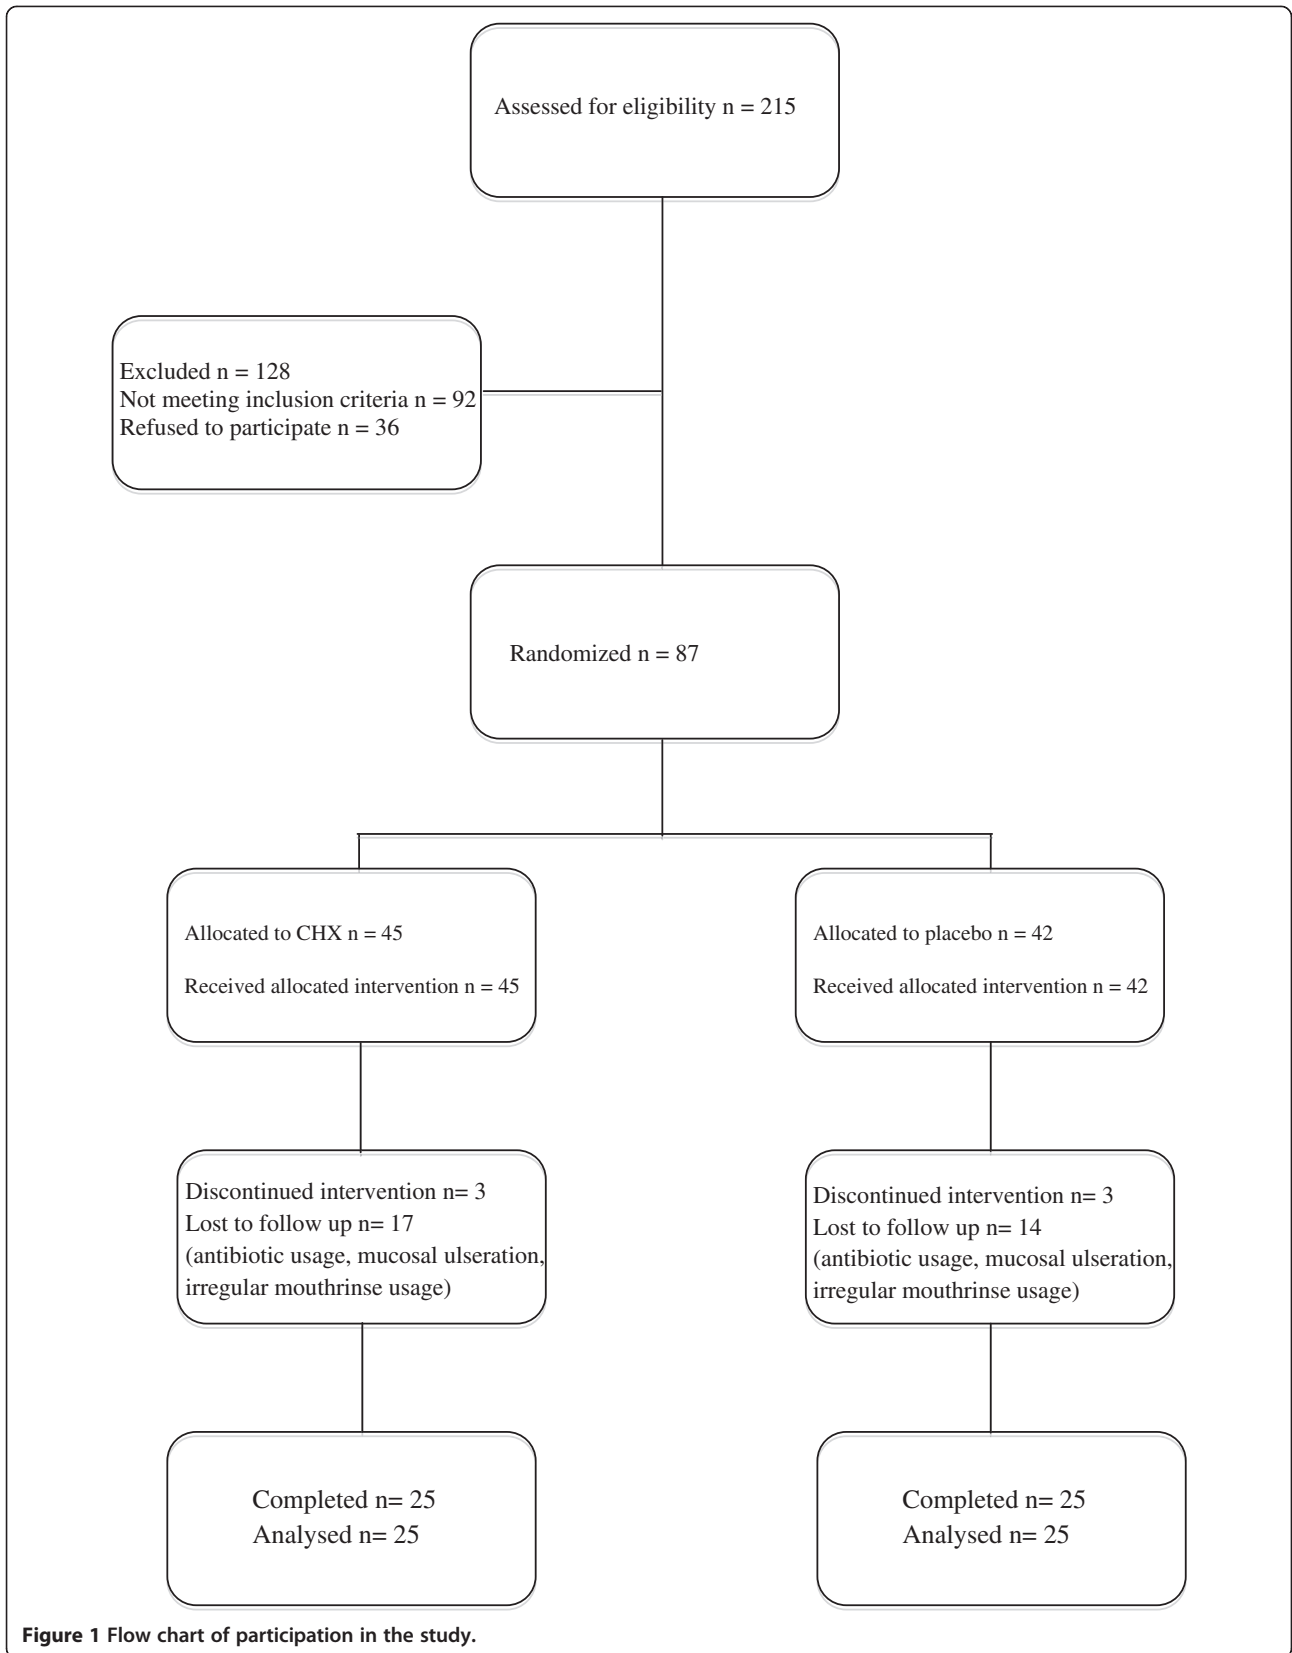 Assessed for eligibility n = 215
Excluded n = 128
Not meeting inclusion criteria n = 92
Refused to participate n = 36
Randomized n = 87
Allocated to CHX n = 45
Received allocated intervention n = 45
Allocated to placebo n = 42
Received allocated intervention n = 42
Discontinued intervention n= 3
Lost to follow up n= 17
(antibiotic usage, mucosal ulseration,
irregular mouthrinse usage)
Discontinued intervention n= 3
Lost to follow up n= 14
(antibiotic usage, mucosal ulseration,
irregular mouthrinse usage)
Completed n= 25
Analysed n= 25
Completed n= 25
Analysed n= 25
Figure 1 Flow chart of participation in the study.